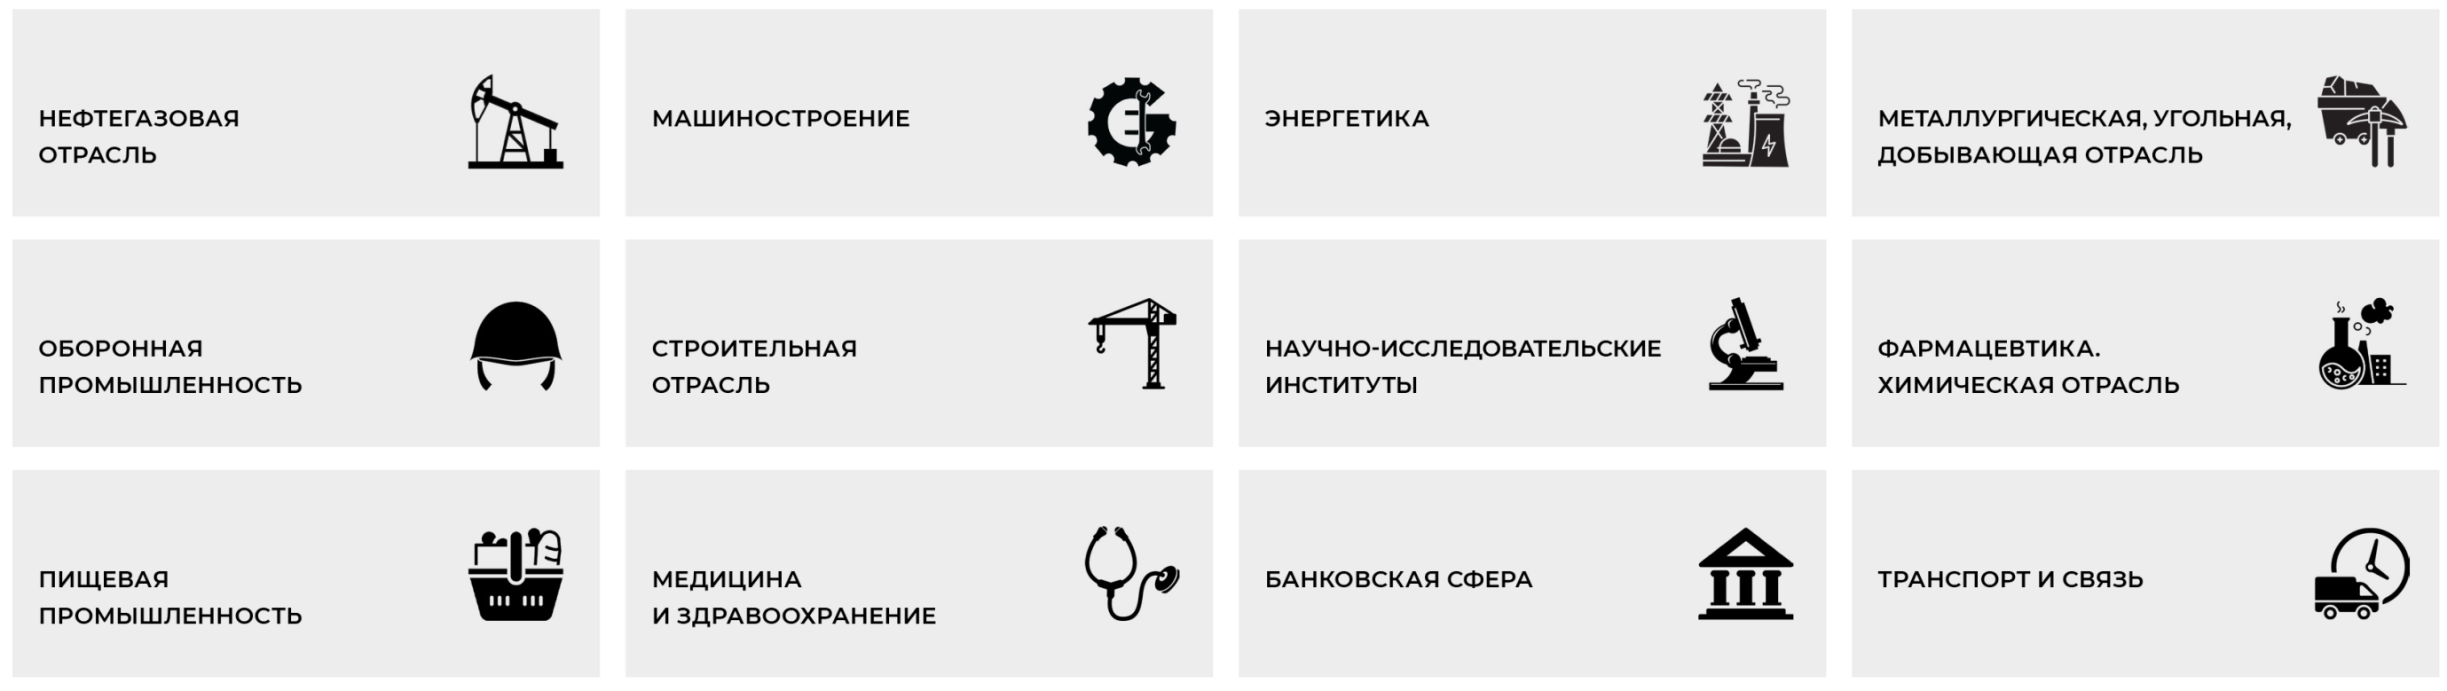 НЕФТЕГАЗОВАЯ
ОТРАСЛЬ
МАШИНОСТРОЕНИЕ
ЭНЕРГЕТИКА
МЕТАЛЛУРГИЧЕСКАЯ, УГОЛЬНАЯ,
ДОБЫВАЮЩАЯ ОТРАСЛЬ
ОБОРОННАЯ
ПРОМЫШЛЕННОСТЬ
СТРОИТЕЛЬНАЯ
ОТРАСЛЬ
НАУЧНО-ИССЛЕДОВАТЕЛЬСКИЕ
ИНСТИТУТЫ
ФАРМАЦЕВТИКА.
ХИМИЧЕСКАЯ ОТРАСЛЬ
ПИЩЕВАЯ
ПРОМЫШЛЕННОСТЬ
МЕДИЦИНА
И ЗДРАВООХРАНЕНИЕ
БАНКОВСКАЯ СФЕРА
ТРАНСПОРТ И СВЯЗЬ